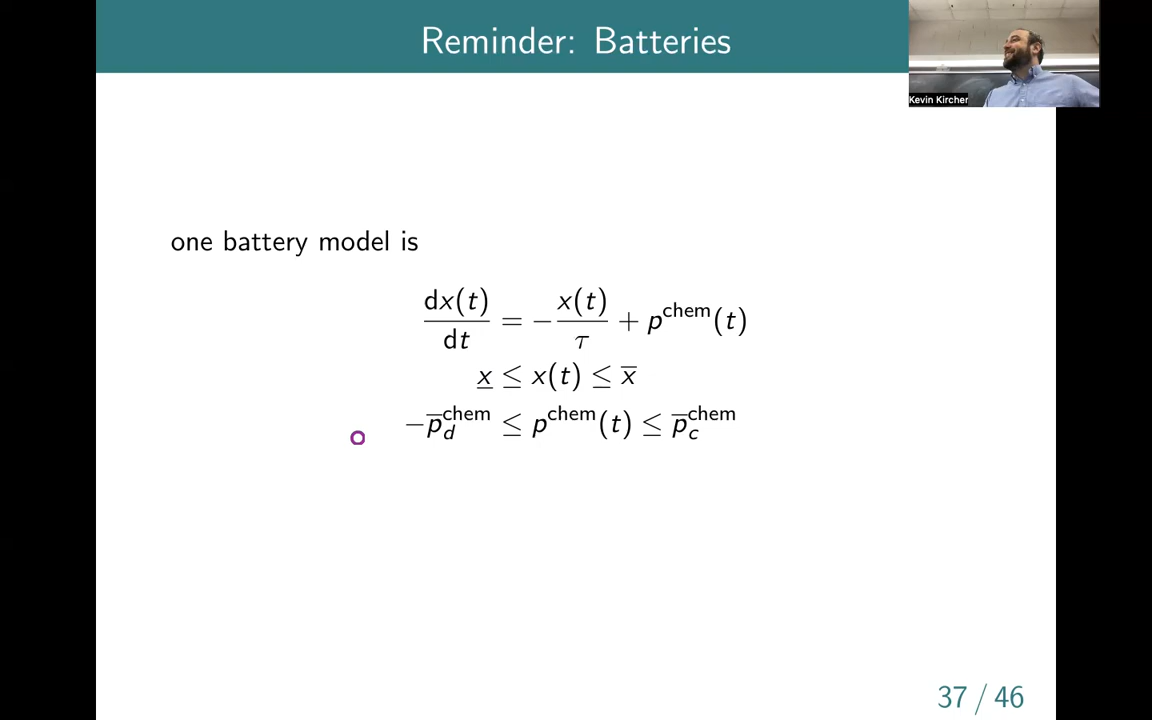 Reminder: Batteries
Kevin Kircher
one battery model is
dx(t)/dt = −x(t)/τ + p^chem(t)
x̲ ≤ x(t) ≤ x̅
−p̅_d^chem ≤ p^chem(t) ≤ p̅_c^chem
37 / 46